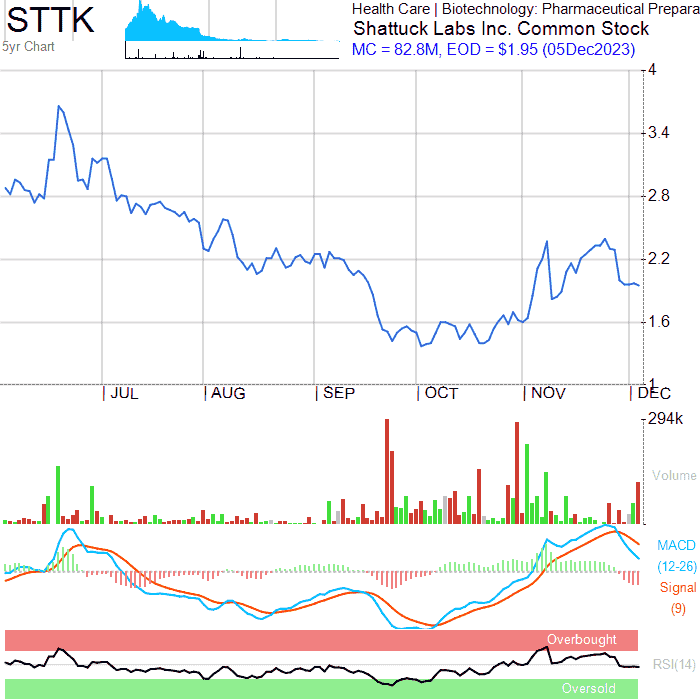 STTK
5yr Chart
Health Care | Biotechnology: Pharmaceutical Prepara
Shattuck Labs Inc. Common Stock
MC = 82.8M, EOD = $1.95 (05Dec2023)
4
3.4
2.8
2.2
1.6
1
JUL AUG SEP OCT NOV DEC
294k
Volume
MACD
(12-26)
Signal
(9)
Overbought
RSI(14)
Oversold